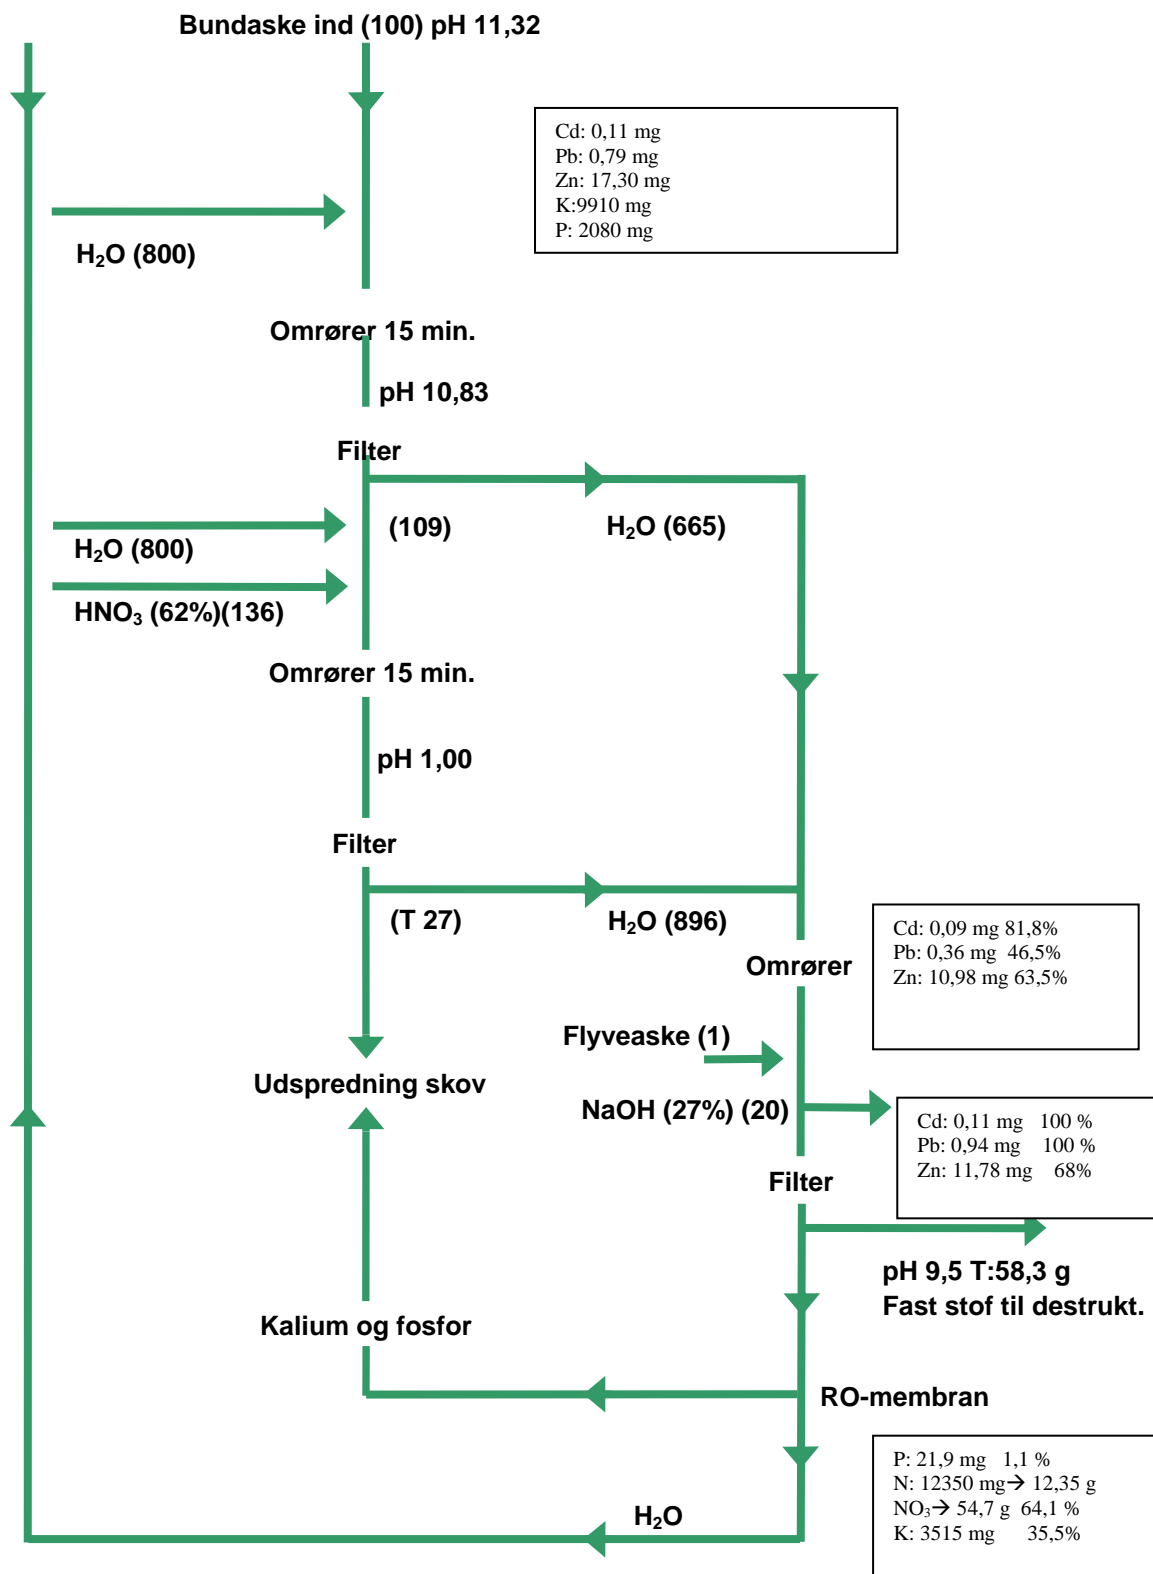 Bundaske ind (100) pH 11,32
Cd: 0,11 mg
Pb: 0,79 mg
Zn: 17,30 mg
K:9910 mg
P: 2080 mg
H₂O (800)
Omrører 15 min.
pH 10,83
Filter
(109)
H₂O (665)
H₂O (800)
HNO₃ (62%)(136)
Omrører 15 min.
pH 1,00
Filter
(T 27)
H₂O (896)
Cd: 0,09 mg 81,8%
Pb: 0,36 mg 46,5%
Zn: 10,98 mg 63,5%
Omrører
Flyveaske (1)
Udspredning skov
NaOH (27%) (20)
Cd: 0,11 mg 100 %
Pb: 0,94 mg 100 %
Zn: 11,78 mg 68%
Filter
pH 9,5 T:58,3 g
Fast stof til destrukt.
Kalium og fosfor
RO-membran
P: 21,9 mg 1,1 %
N: 12350 mg→ 12,35 g
NO₃→ 54,7 g 64,1 %
K: 3515 mg 35,5%
H₂O